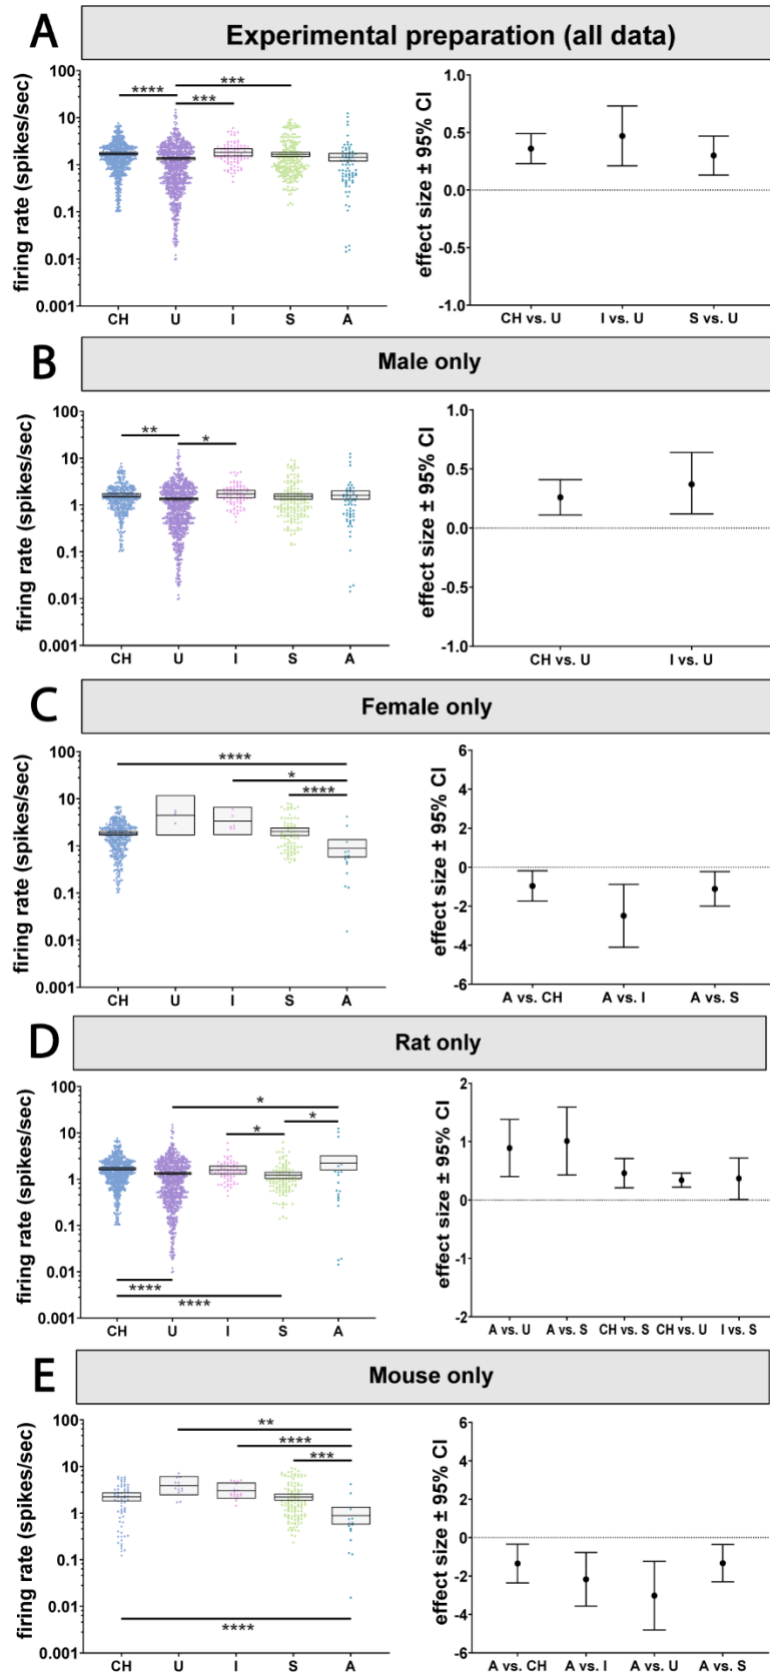 A
Experimental preparation (all data)
firing rate (spikes/sec)
100
10
1
0.1
0.01
0.001
****
***
***
CH U I S A
effect size ± 95% CI
1.0
0.5
0.0
-0.5
-1.0
CH vs. U I vs. U S vs. U
B
Male only
firing rate (spikes/sec)
100
10
1
0.1
0.01
0.001
**
*
CH U I S A
effect size ± 95% CI
1.0
0.5
0.0
-0.5
-1.0
CH vs. U I vs. U
C
Female only
firing rate (spikes/sec)
100
10
1
0.1
0.01
0.001
****
*
****
CH U I S A
effect size ± 95% CI
6
4
2
0
-2
-4
-6
A vs. CH A vs. I A vs. S
D
Rat only
firing rate (spikes/sec)
100
10
1
0.1
0.01
0.001
*
*
*
****
****
CH U I S A
effect size ± 95% CI
2
1
0
1
-2
A vs. U A vs. S CH vs. S CH vs. U I vs. S
E
Mouse only
firing rate (spikes/sec)
100
10
1
0.1
0.01
0.001
**
****
***
****
CH U I S A
effect size ± 95% CI
6
4
2
0
-2
-4
-6
A vs. CH A vs. I A vs. U A vs. S